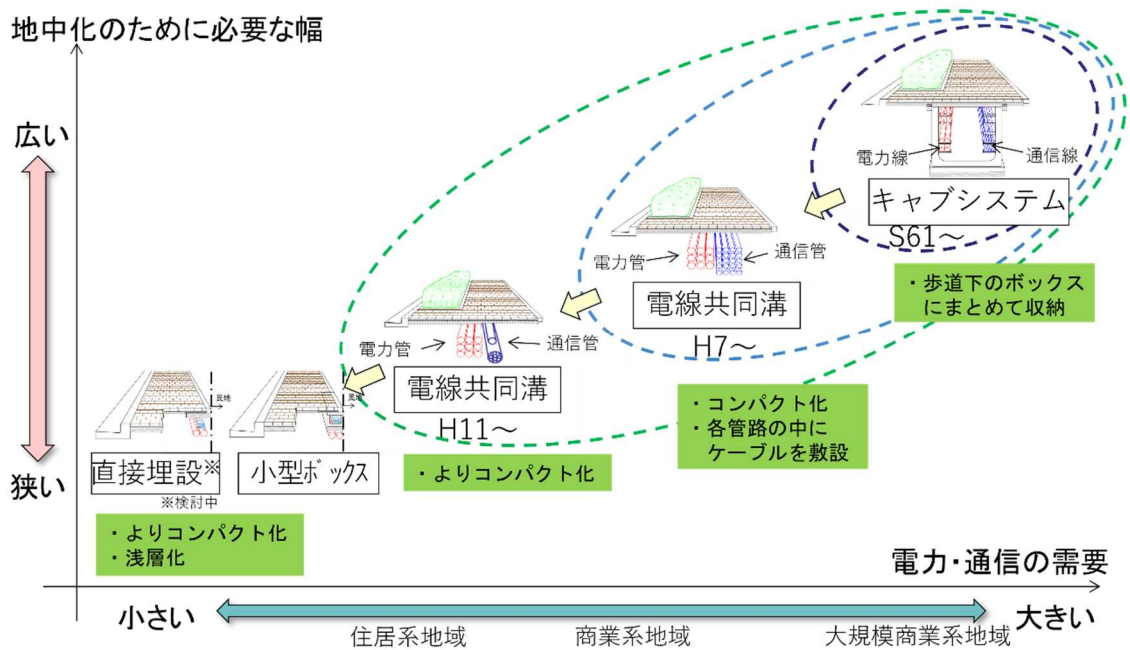 地中化のために必要な幅
広い
狭い
電力線
通信線
キャブシステム
S61～
・歩道下のボックス
にまとめて収納
電力管
通信管
電線共同溝
H7～
・コンパクト化
・各管路の中に
ケーブルを敷設
電力管
通信管
電線共同溝
H11～
・よりコンパクト化
民地
民地
直接埋設※
※検討中
小型ボックス
・よりコンパクト化
・浅層化
電力・通信の需要
小さい
大きい
住居系地域
商業系地域
大規模商業系地域